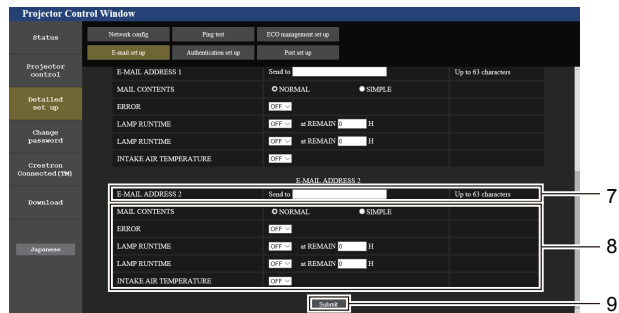 Projector Control Window
Status
Network config Ping test ECO management set up
E-mail set up Authentication set up Port set up
Projector
control
E-MAIL ADDRESS 1 Send to Up to 63 characters
MAIL CONTENTS NORMAL SIMPLE
Detailed
set up
ERROR OFF
LAMP RUNTIME OFF at REMAIN 0 H
Change
password
LAMP RUNTIME OFF at REMAIN 0 H
INTAKE AIR TEMPERATURE OFF
Crestron
Connected(TM)
E-MAIL ADDRESS 2
E-MAIL ADDRESS 2 Send to Up to 63 characters 7
Download
MAIL CONTENTS NORMAL SIMPLE
ERROR OFF
LAMP RUNTIME OFF at REMAIN 0 H 8
Japanese
LAMP RUNTIME OFF at REMAIN 0 H
INTAKE AIR TEMPERATURE OFF
Submit 9